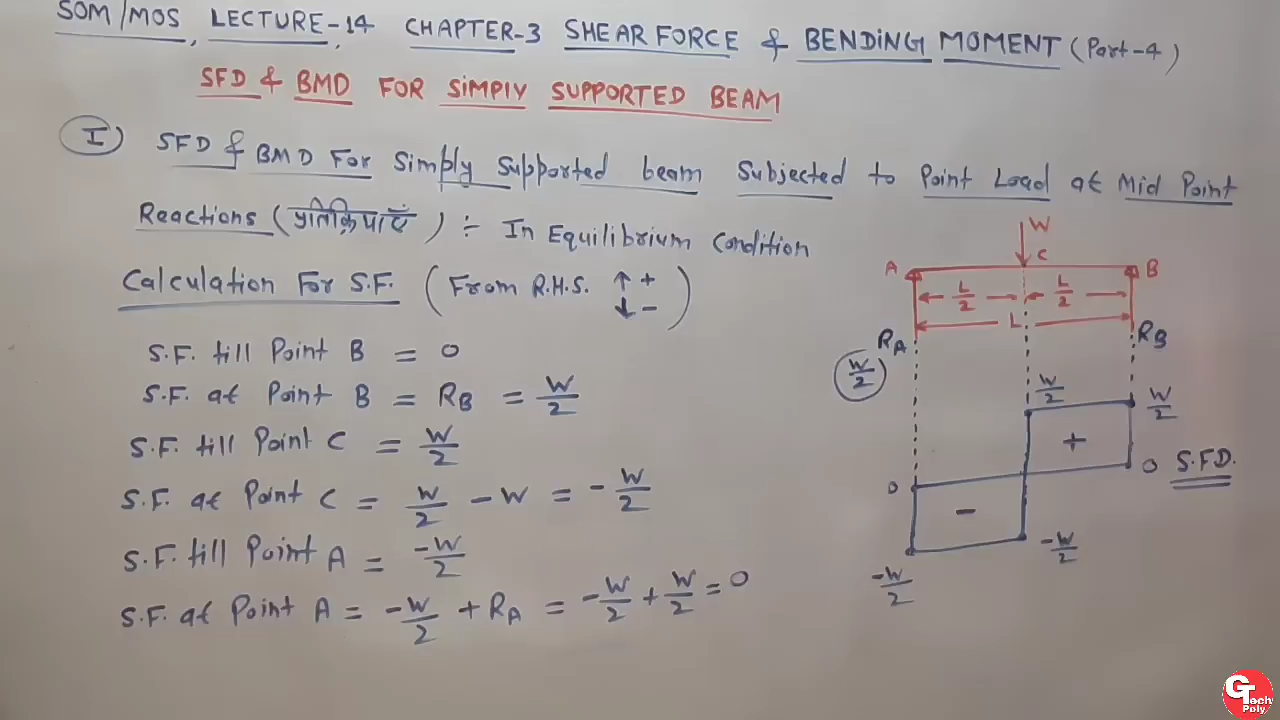 SOM/MOS, LECTURE-14 CHAPTER-3 SHEAR FORCE & BENDING MOMENT (Part-4)
SFD & BMD FOR SIMPLY SUPPORTED BEAM
I) SFD & BMD For Simply Supported beam Subjected to Point Load at Mid Point
Reactions (प्रतिक्रियाएँ) ÷ In Equilibrium Condition
Calculation For S.F. (From R.H.S. ↑ + ↓ -)
S.F. till Point B = 0
S.F. at Point B = RB = W/2
S.F. till Point C = W/2
S.F. at Point C = W/2 - W = -W/2
S.F. till Point A = -W/2
S.F. at Point A = -W/2 + RA = -W/2 + W/2 = 0
W
A C B
L/2 L/2
L
RA RB
W/2
W/2 W/2
+
0 0 S.F.D.
-
-W/2
-W/2
GTech Poly